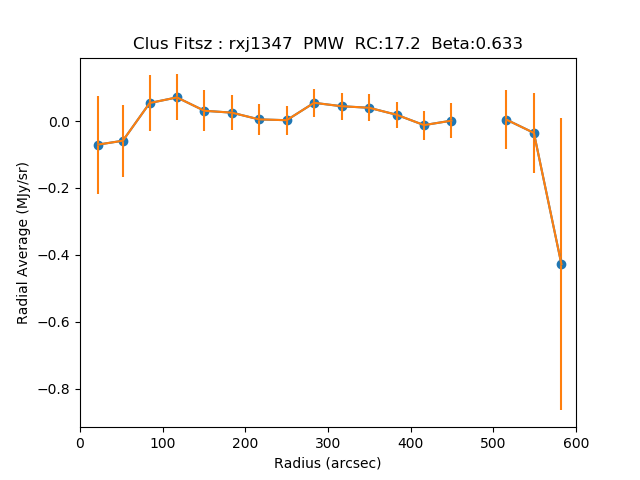 Clus Fitsz : rxj1347  PMW  RC:17.2  Beta:0.633
Radial Average (MJy/sr)
0.0
−0.2
−0.4
−0.6
−0.8
0 100 200 300 400 500 600
Radius (arcsec)